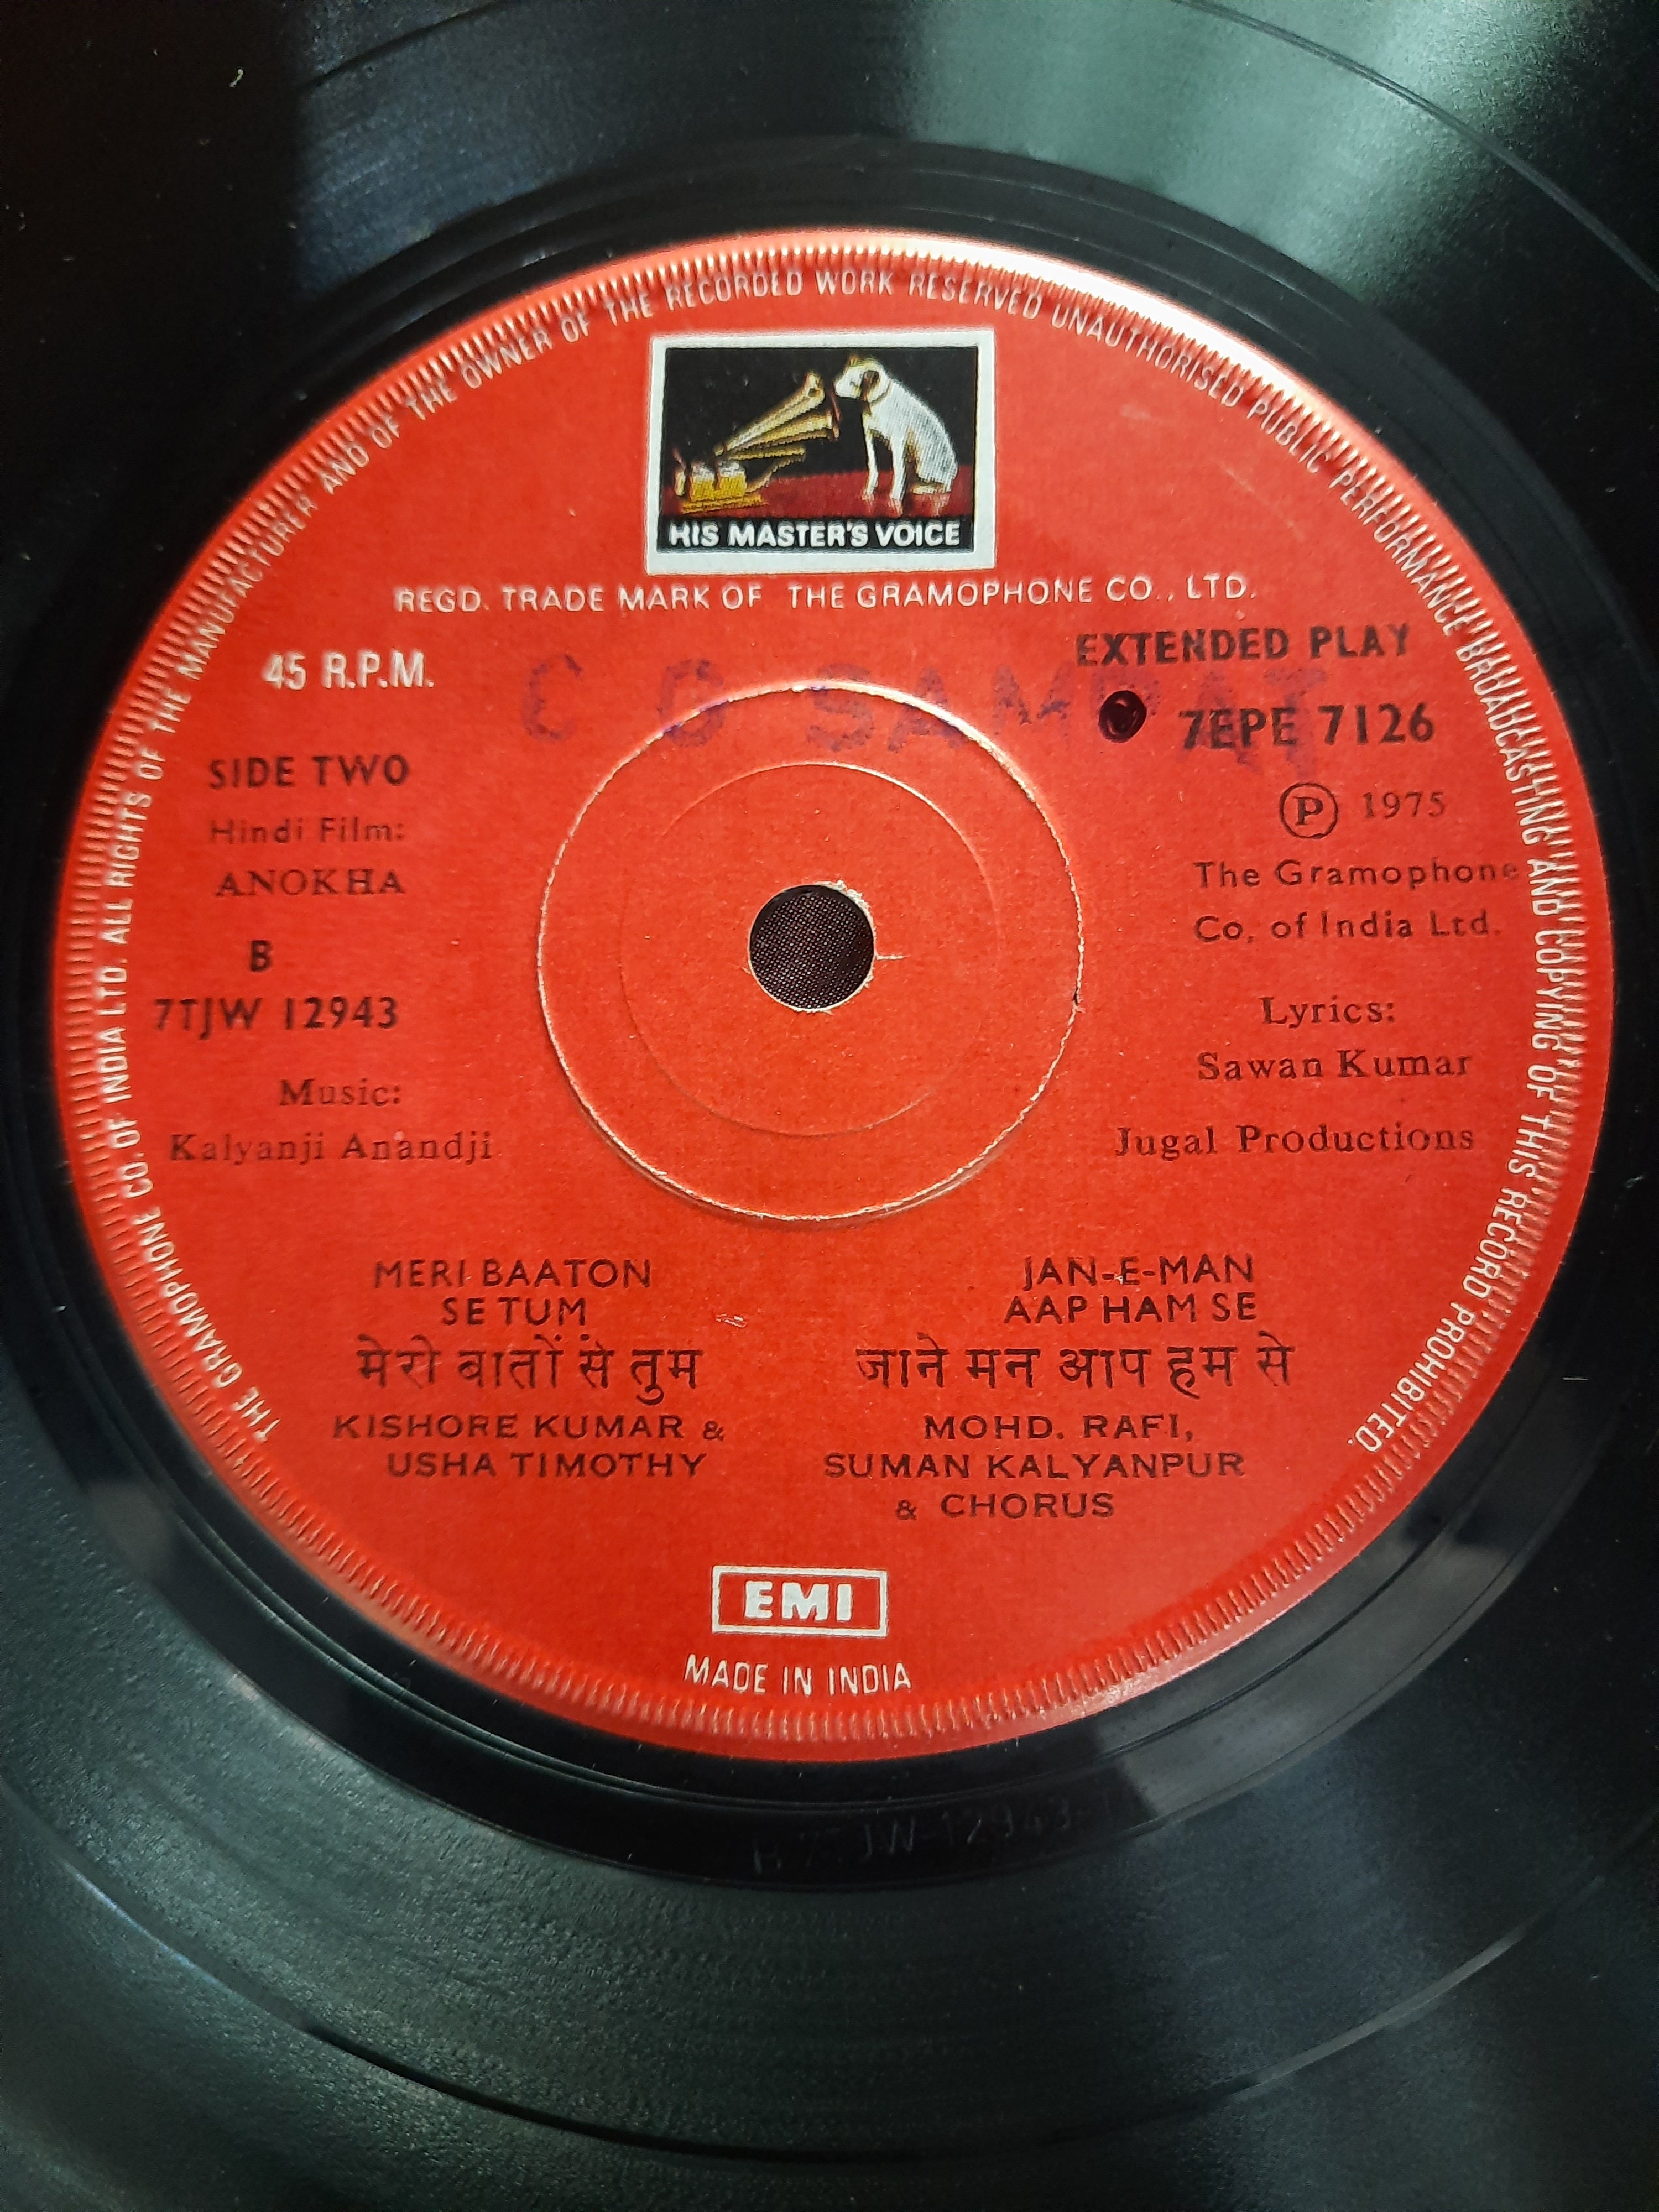 THE GRAMOPHONE CO. OF INDIA LTD. ALL RIGHTS OF THE MANUFACTURER AND OF THE OWNER OF THE RECORDED WORK RESERVED UNAUTHORISED PUBLIC PERFORMANCE BROADCASTING AND COPYING OF THIS RECORD PROHIBITED.
HIS MASTER'S VOICE
REGD. TRADE MARK OF THE GRAMOPHONE CO., LTD.
45 R.P.M.
EXTENDED PLAY
7EPE 7126
SIDE TWO
Hindi Film:
ANOKHA
B
7TJW 12943
Music:
Kalyanji Anandji
℗ 1975
The Gramophone
Co. of India Ltd.
Lyrics:
Sawan Kumar
Jugal Productions
MERI BAATON
SE TUM
मेरी बातों से तुम
KISHORE KUMAR &
USHA TIMOTHY
JAN-E-MAN
AAP HAM SE
जाने मन आप हम से
MOHD. RAFI,
SUMAN KALYANPUR
& CHORUS
EMI
MADE IN INDIA